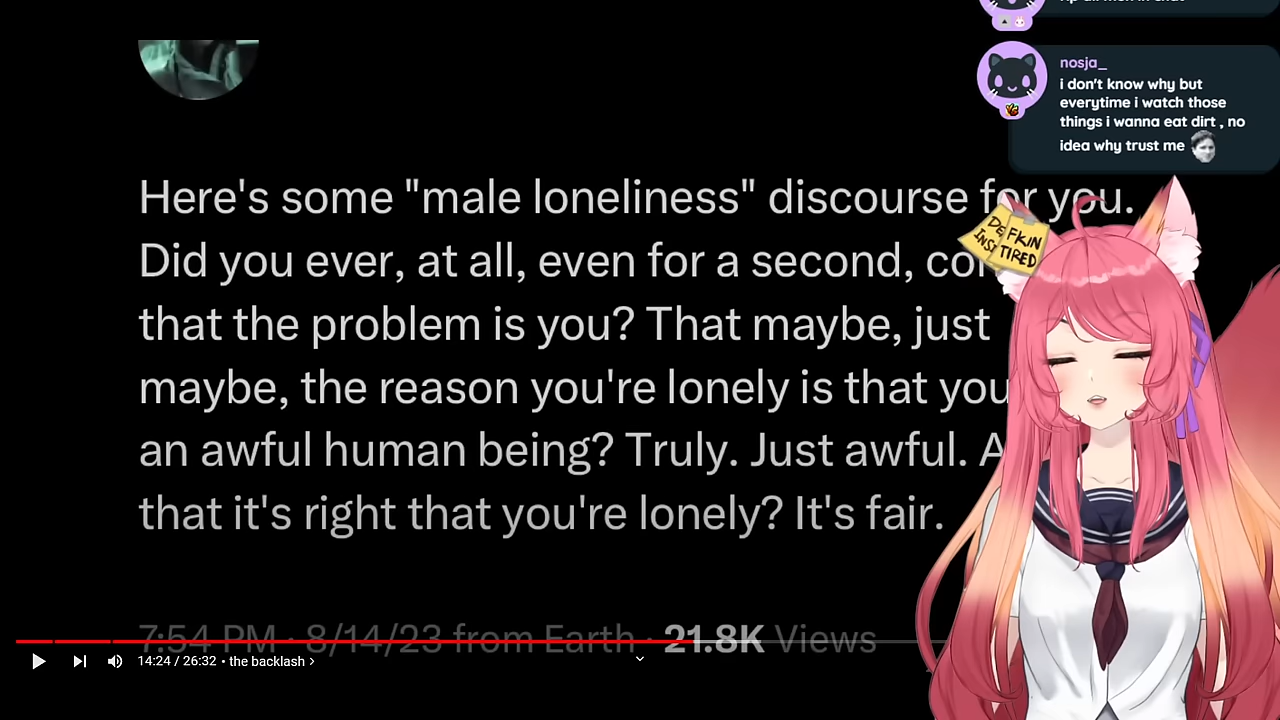 nosja_
i don't know why but
everytime i watch those
things i wanna eat dirt , no
idea why trust me
Here's some "male loneliness" discourse for you.
Did you ever, at all, even for a second,
that the problem is you? That maybe, just
maybe, the reason you're lonely is that you
an awful human being? Truly. Just awful.
that it's right that you're lonely? It's fair.
7:54 PM · 8/14/23 from Earth · 21.8K Views
14:24 / 26:32 • the backlash ›
FKIN
TIRED